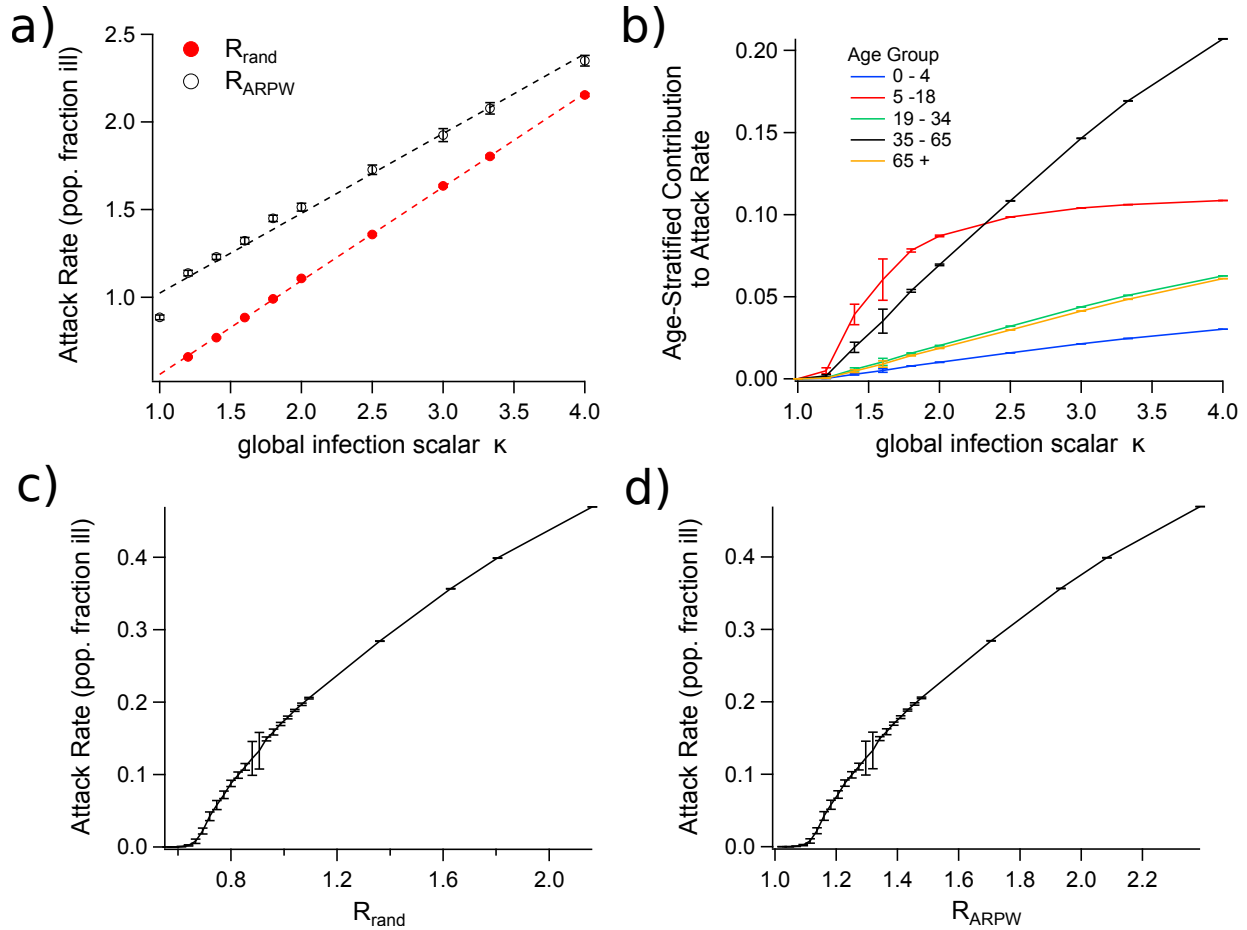 a)
2.5
2.0
1.5
1.0
Attack Rate (pop. fraction ill)
R_rand
R_ARPW
1.0 1.5 2.0 2.5 3.0 3.5 4.0
global infection scalar κ
b)
0.20
0.15
0.10
0.05
0.00
Age-Stratified Contribution
to Attack Rate
Age Group
0 - 4
5 -18
19 - 34
35 - 65
65 +
1.0 1.5 2.0 2.5 3.0 3.5 4.0
global infection scalar κ
c)
0.4
0.3
0.2
0.1
0.0
Attack Rate (pop. fraction ill)
0.8 1.2 1.6 2.0
R_rand
d)
0.4
0.3
0.2
0.1
0.0
Attack Rate (pop. fraction ill)
1.0 1.2 1.4 1.6 1.8 2.0 2.2
R_ARPW